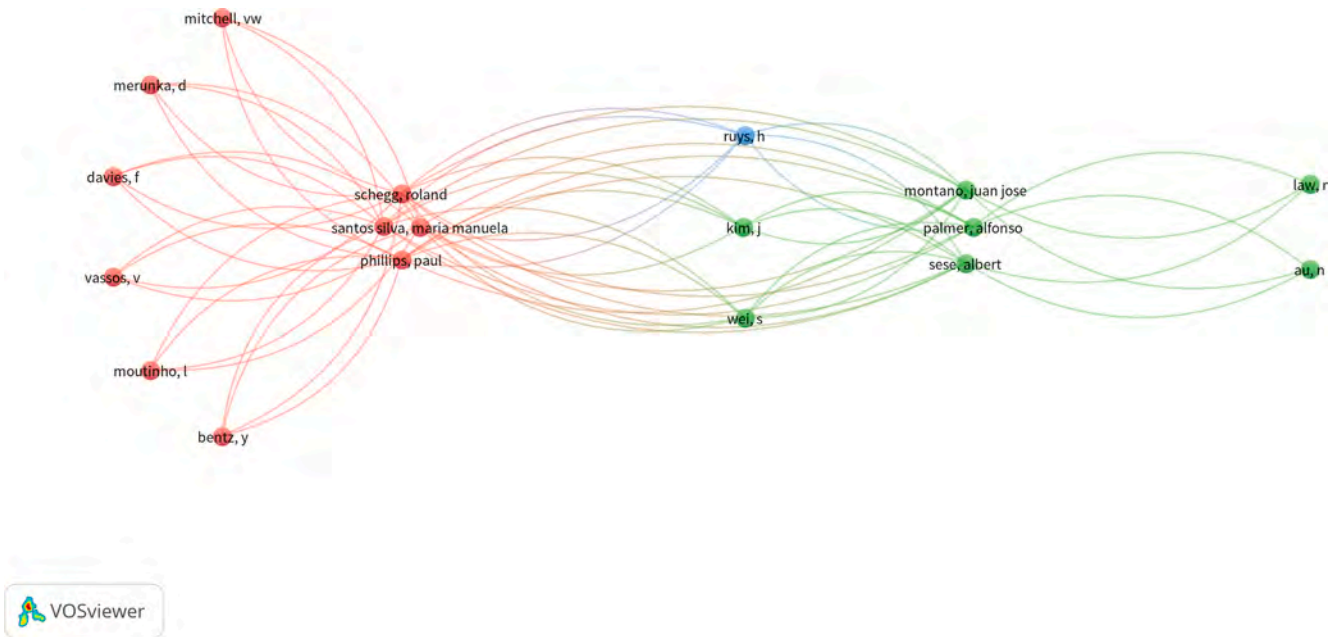 mitchell, vw
merunka, d
ruys, h
davies, f
law, r
schegg, roland
montano, juan jose
santos silva, maria manuela
kim, j
palmer, alfonso
phillips, paul
sese, albert
vassos, v
au, n
wei, s
moutinho, l
bentz, y
VOSviewer